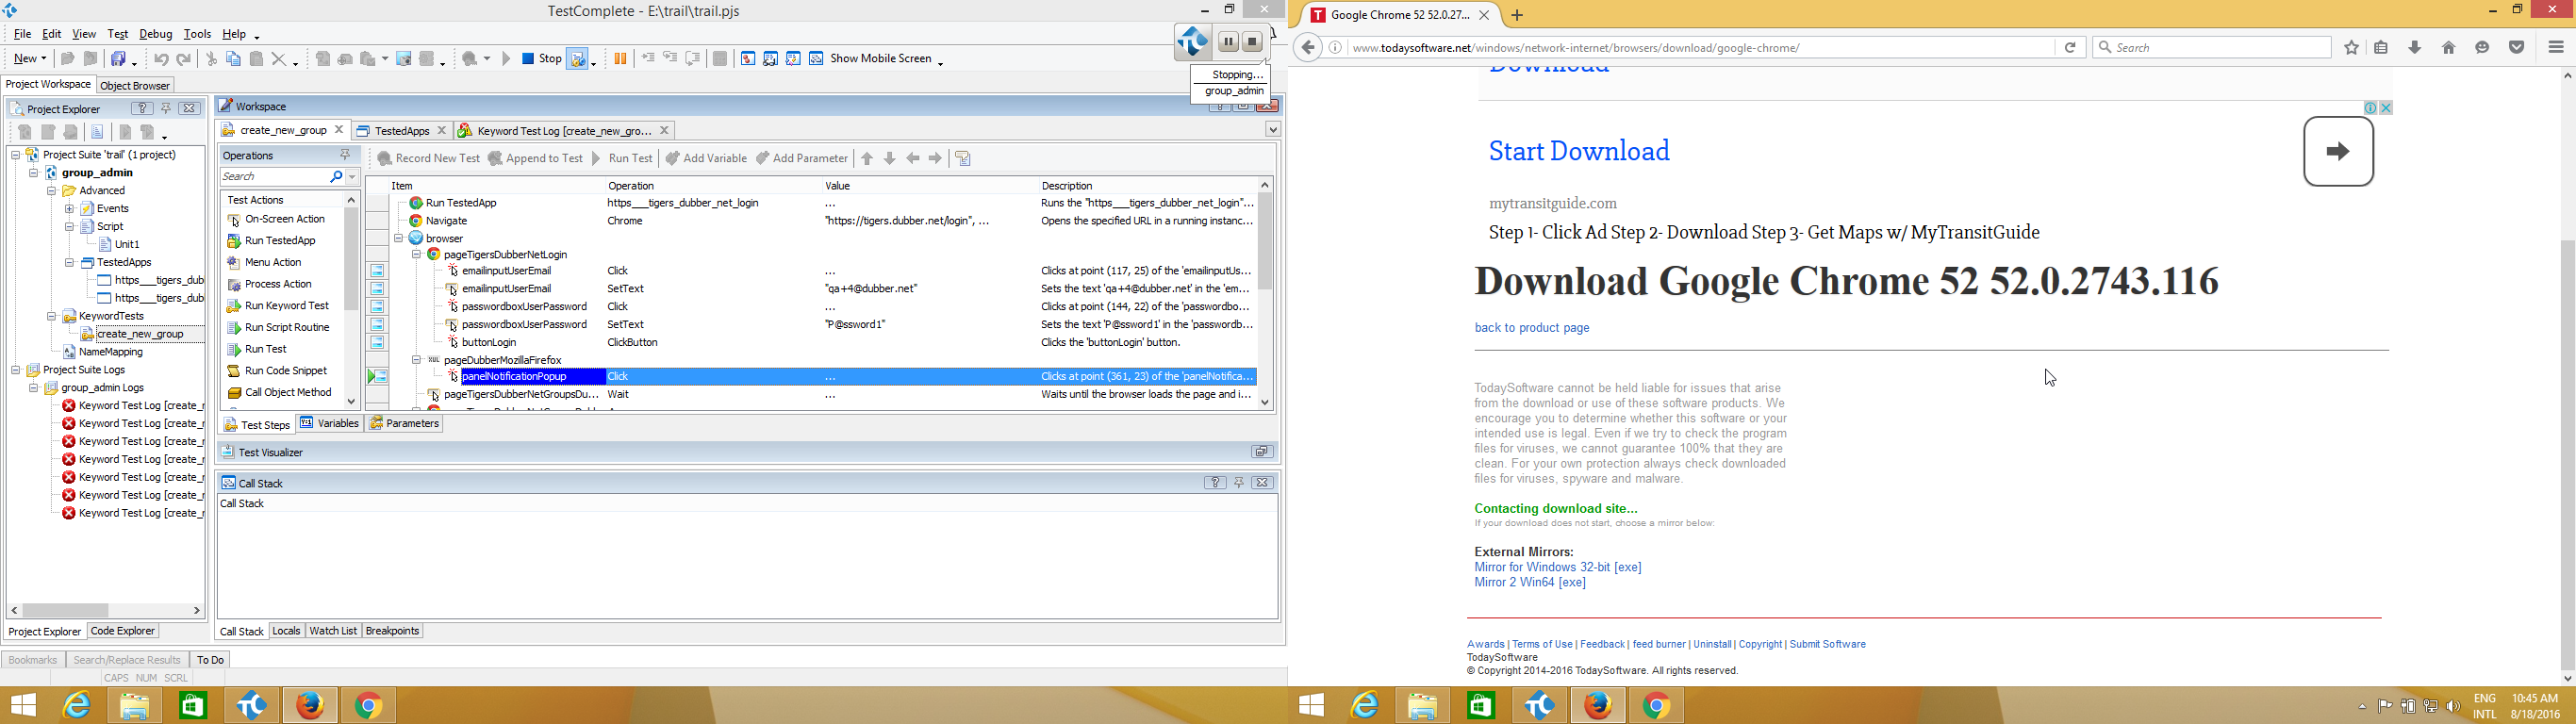 TestComplete - E:\trail\trail.pjs
File Edit View Test Debug Tools Help
New Stop Show Mobile Screen
Stopping...
group_admin
Project Workspace Object Browser
Project Explorer
Project Suite 'trail' (1 project)
group_admin
Advanced
Events
Script
Unit1
TestedApps
https___tigers_dub
https___tigers_dub
KeywordTests
create_new_group
NameMapping
Project Suite Logs
group_admin Logs
Keyword Test Log [create_r
Keyword Test Log [create_r
Keyword Test Log [create_r
Keyword Test Log [create_r
Keyword Test Log [create_r
Keyword Test Log [create_r
Keyword Test Log [create_r
Project Explorer Code Explorer
Workspace
create_new_group TestedApps Keyword Test Log [create_new_gro...
Operations
Search
Test Actions
On-Screen Action
Run TestedApp
Menu Action
Process Action
Run Keyword Test
Run Script Routine
Run Test
Run Code Snippet
Call Object Method
Record New Test Append to Test Run Test Add Variable Add Parameter
Item Operation Value Description
Run TestedApp https___tigers_dubber_net_login ... Runs the "https___tigers_dubber_net_login"...
Navigate Chrome "https://tigers.dubber.net/login", ... Opens the specified URL in a running instanc...
browser
pageTigersDubberNetLogin
emailinputUserEmail Click ... Clicks at point (117, 25) of the 'emailinputUs...
emailinputUserEmail SetText "qa+4@dubber.net" Sets the text 'qa+4@dubber.net' in the 'em...
passwordboxUserPassword Click ... Clicks at point (144, 22) of the 'passwordbo...
passwordboxUserPassword SetText "P@ssword1" Sets the text 'P@ssword1' in the 'passwordb...
buttonLogin ClickButton Clicks the 'buttonLogin' button.
pageDubberMozillaFirefox
panelNotificationPopup Click ... Clicks at point (361, 23) of the 'panelNotifica...
pageTigersDubberNetGroupsDu... Wait ... Waits until the browser loads the page and i...
Test Steps Variables Parameters
Test Visualizer
Call Stack
Call Stack
Call Stack Locals Watch List Breakpoints
Bookmarks Search/Replace Results To Do
CAPS NUM SCRL
Google Chrome 52 52.0.27...
www.todaysoftware.net/windows/network-internet/browsers/download/google-chrome/
Search
Download
Start Download
mytransitguide.com
Step 1- Click Ad Step 2- Download Step 3- Get Maps w/ MyTransitGuide
Download Google Chrome 52 52.0.2743.116
back to product page
TodaySoftware cannot be held liable for issues that arise
from the download or use of these software products. We
encourage you to determine whether this software or your
intended use is legal. Even if we try to check the program
files for viruses, we cannot guarantee 100% that they are
clean. For your own protection always check downloaded
files for viruses, spyware and malware.
Contacting download site...
If your download does not start, choose a mirror below:
External Mirrors:
Mirror for Windows 32-bit [exe]
Mirror 2 Win64 [exe]
Awards | Terms of Use | Feedback | feed burner | Uninstall | Copyright | Submit Software
TodaySoftware
© Copyright 2014-2016 TodaySoftware. All rights reserved.
ENG 10:45 AM
INTL 8/18/2016